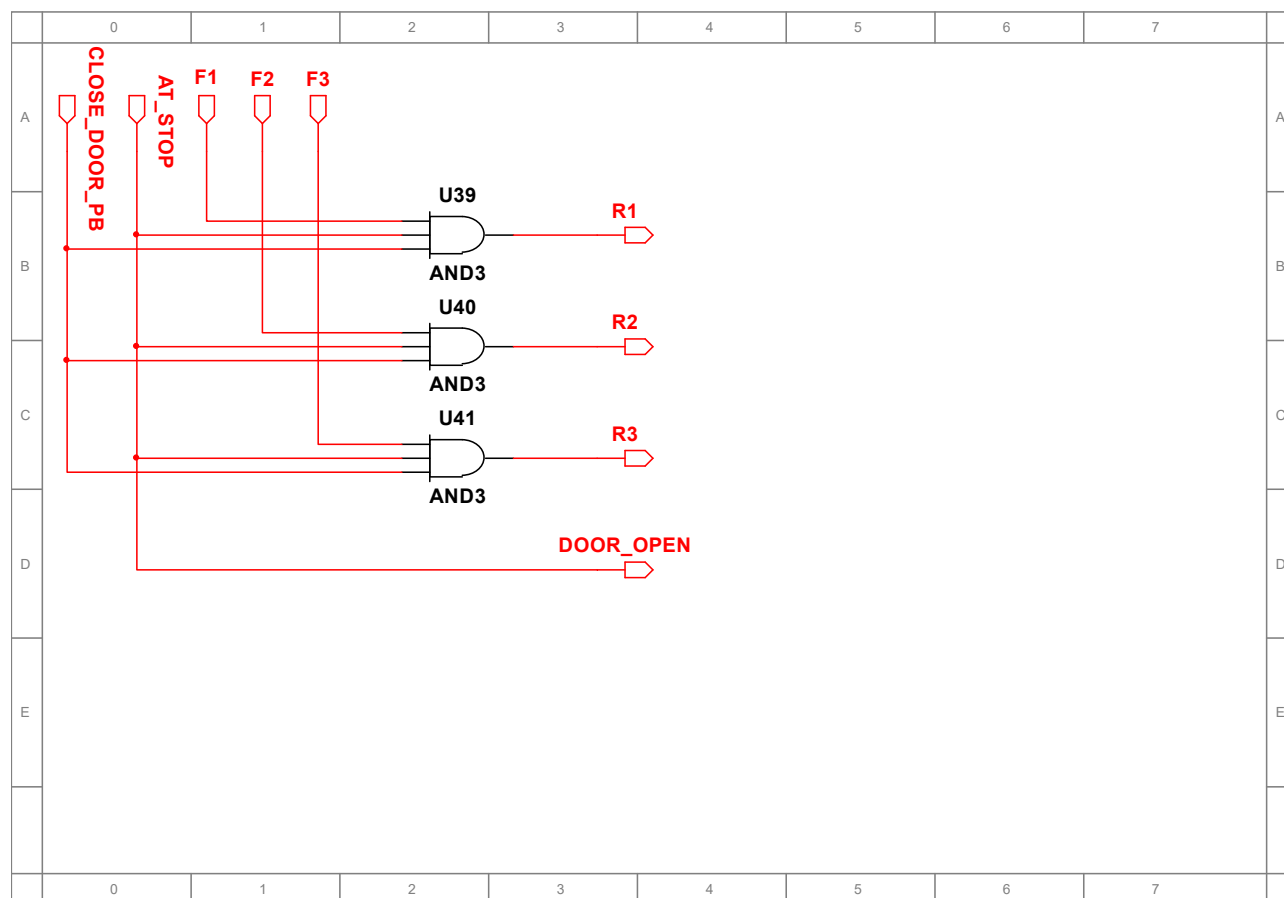 0 1 2 3 4 5 6 7
CLOSE_DOOR_PB
AT_STOP
F1 F2 F3
A A
U39
R1
AND3
B B
U40
R2
AND3
C C
U41
R3
AND3
DOOR_OPEN
D D
E E
0 1 2 3 4 5 6 7